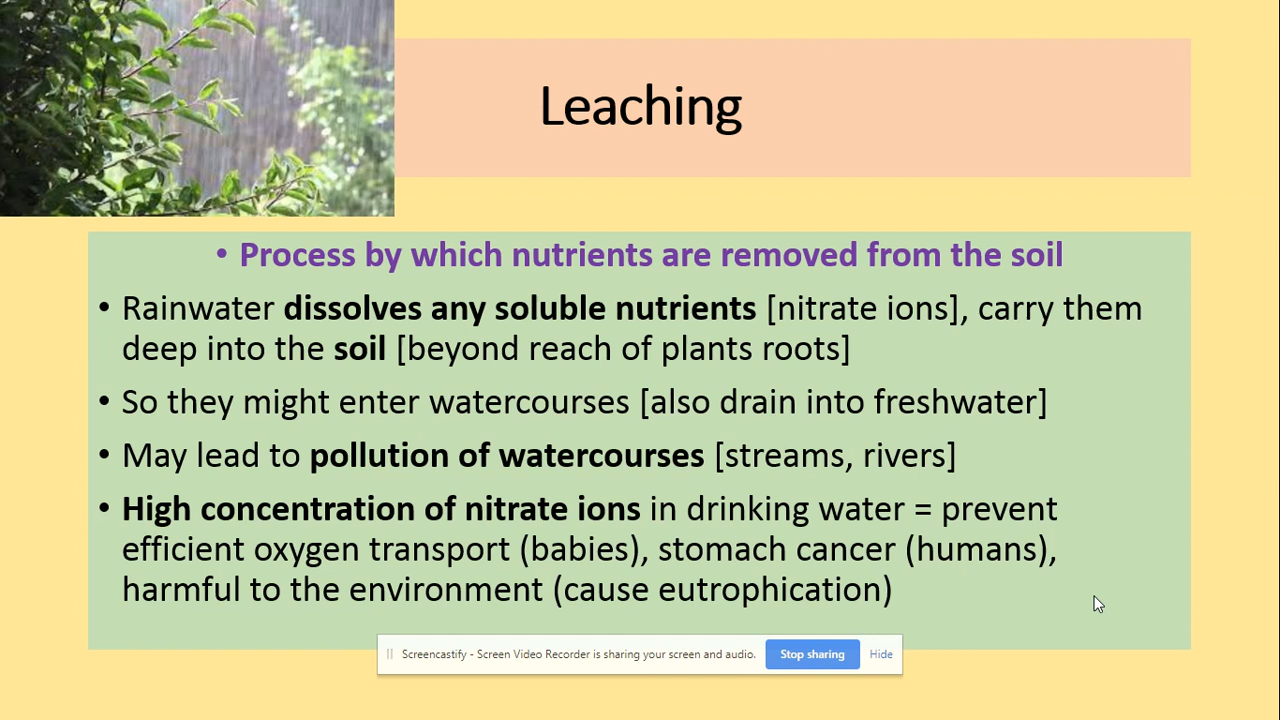 Leaching
• Process by which nutrients are removed from the soil
• Rainwater dissolves any soluble nutrients [nitrate ions], carry them
deep into the soil [beyond reach of plants roots]
• So they might enter watercourses [also drain into freshwater]
• May lead to pollution of watercourses [streams, rivers]
• High concentration of nitrate ions in drinking water = prevent
efficient oxygen transport (babies), stomach cancer (humans),
harmful to the environment (cause eutrophication)
Screencastify - Screen Video Recorder is sharing your screen and audio. Stop sharing Hide